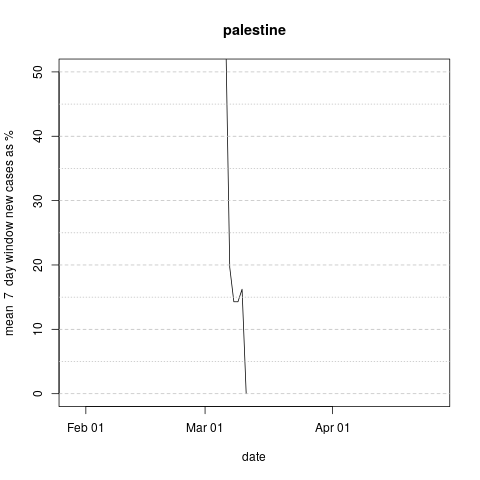 palestine
mean 7 day window new cases as %
50
40
30
20
10
0
Feb 01
Mar 01
Apr 01
date